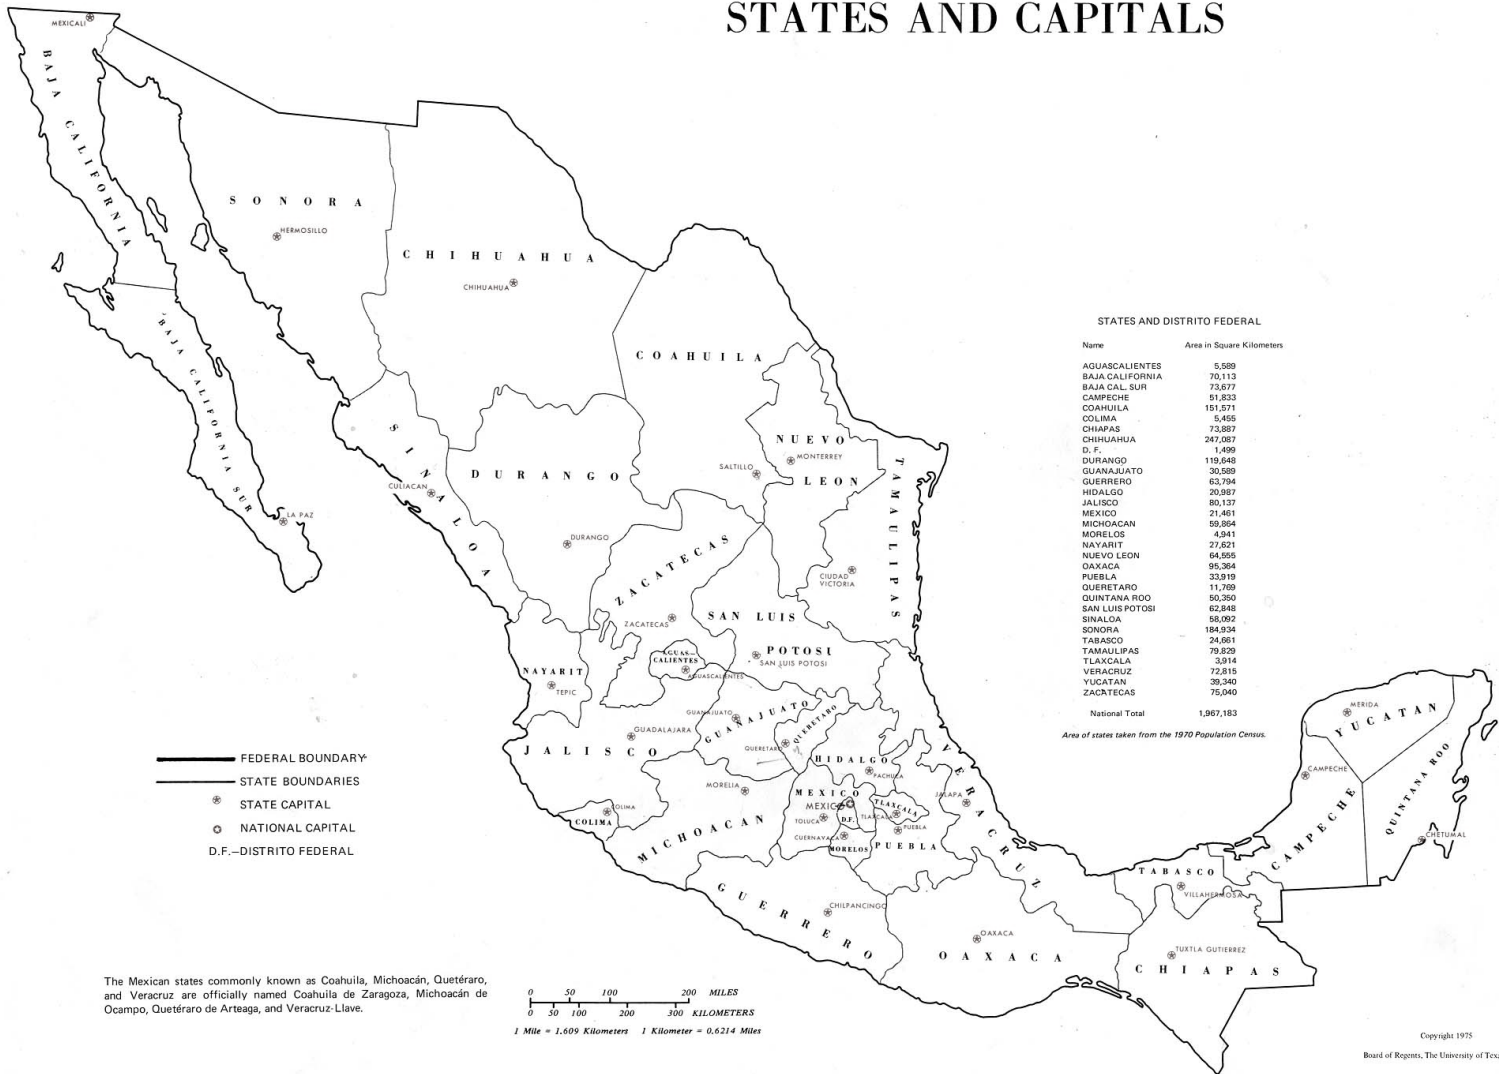 STATES AND CAPITALS
MEXICALI
BAJA CALIFORNIA
SONORA
HERMOSILLO
CHIHUAHUA
CHIHUAHUA
BAJA CALIFORNIA SUR
LA PAZ
COAHUILA
SALTILLO
NUEVO
LEON
MONTERREY
SINALOA
CULIACAN
DURANGO
DURANGO
TAMAULIPAS
CIUDAD
VICTORIA
ZACATECAS
ZACATECAS
SAN LUIS
POTOSI
SAN LUIS POTOSI
AGUAS-
CALIENTES
AGUASCALIENTES
NAYARIT
TEPIC
JALISCO
GUADALAJARA
GUANAJUATO
GUANAJUATO
QUERETARO
QUERETARO
HIDALGO
PACHUCA
VERACRUZ
JALAPA
COLIMA
COLIMA
MICHOACAN
MORELIA
MEXICO
MEXICO
TOLUCA
D.F.
TLAXCALA
TLAXCALA
PUEBLA
PUEBLA
CUERNAVACA
MORELOS
GUERRERO
CHILPANCINGO
OAXACA
OAXACA
TABASCO
VILLAHERMOSA
CHIAPAS
TUXTLA GUTIERREZ
CAMPECHE
CAMPECHE
YUCATAN
MERIDA
QUINTANA ROO
CHETUMAL
STATES AND DISTRITO FEDERAL
Name Area in Square Kilometers
AGUASCALIENTES 5,589
BAJA CALIFORNIA 70,113
BAJA CAL. SUR 73,677
CAMPECHE 51,833
COAHUILA 151,571
COLIMA 5,455
CHIAPAS 73,887
CHIHUAHUA 247,087
D. F. 1,499
DURANGO 119,648
GUANAJUATO 30,589
GUERRERO 63,794
HIDALGO 20,987
JALISCO 80,137
MEXICO 21,461
MICHOACAN 59,864
MORELOS 4,941
NAYARIT 27,621
NUEVO LEON 64,555
OAXACA 95,364
PUEBLA 33,919
QUERETARO 11,769
QUINTANA ROO 50,350
SAN LUIS POTOSI 62,848
SINALOA 58,092
SONORA 184,934
TABASCO 24,661
TAMAULIPAS 79,829
TLAXCALA 3,914
VERACRUZ 72,815
YUCATAN 39,340
ZACATECAS 75,040
National Total 1,967,183
Area of states taken from the 1970 Population Census.
FEDERAL BOUNDARY
STATE BOUNDARIES
STATE CAPITAL
NATIONAL CAPITAL
D.F.–DISTRITO FEDERAL
The Mexican states commonly known as Coahuila, Michoacán, Quetéraro,
and Veracruz are officially named Coahuila de Zaragoza, Michoacán de
Ocampo, Quetéraro de Arteaga, and Veracruz-Llave.
0 50 100 200 MILES
0 50 100 200 300 KILOMETERS
1 Mile = 1.609 Kilometers 1 Kilometer = 0.6214 Miles
Copyright 1975
Board of Regents, The University of Tex